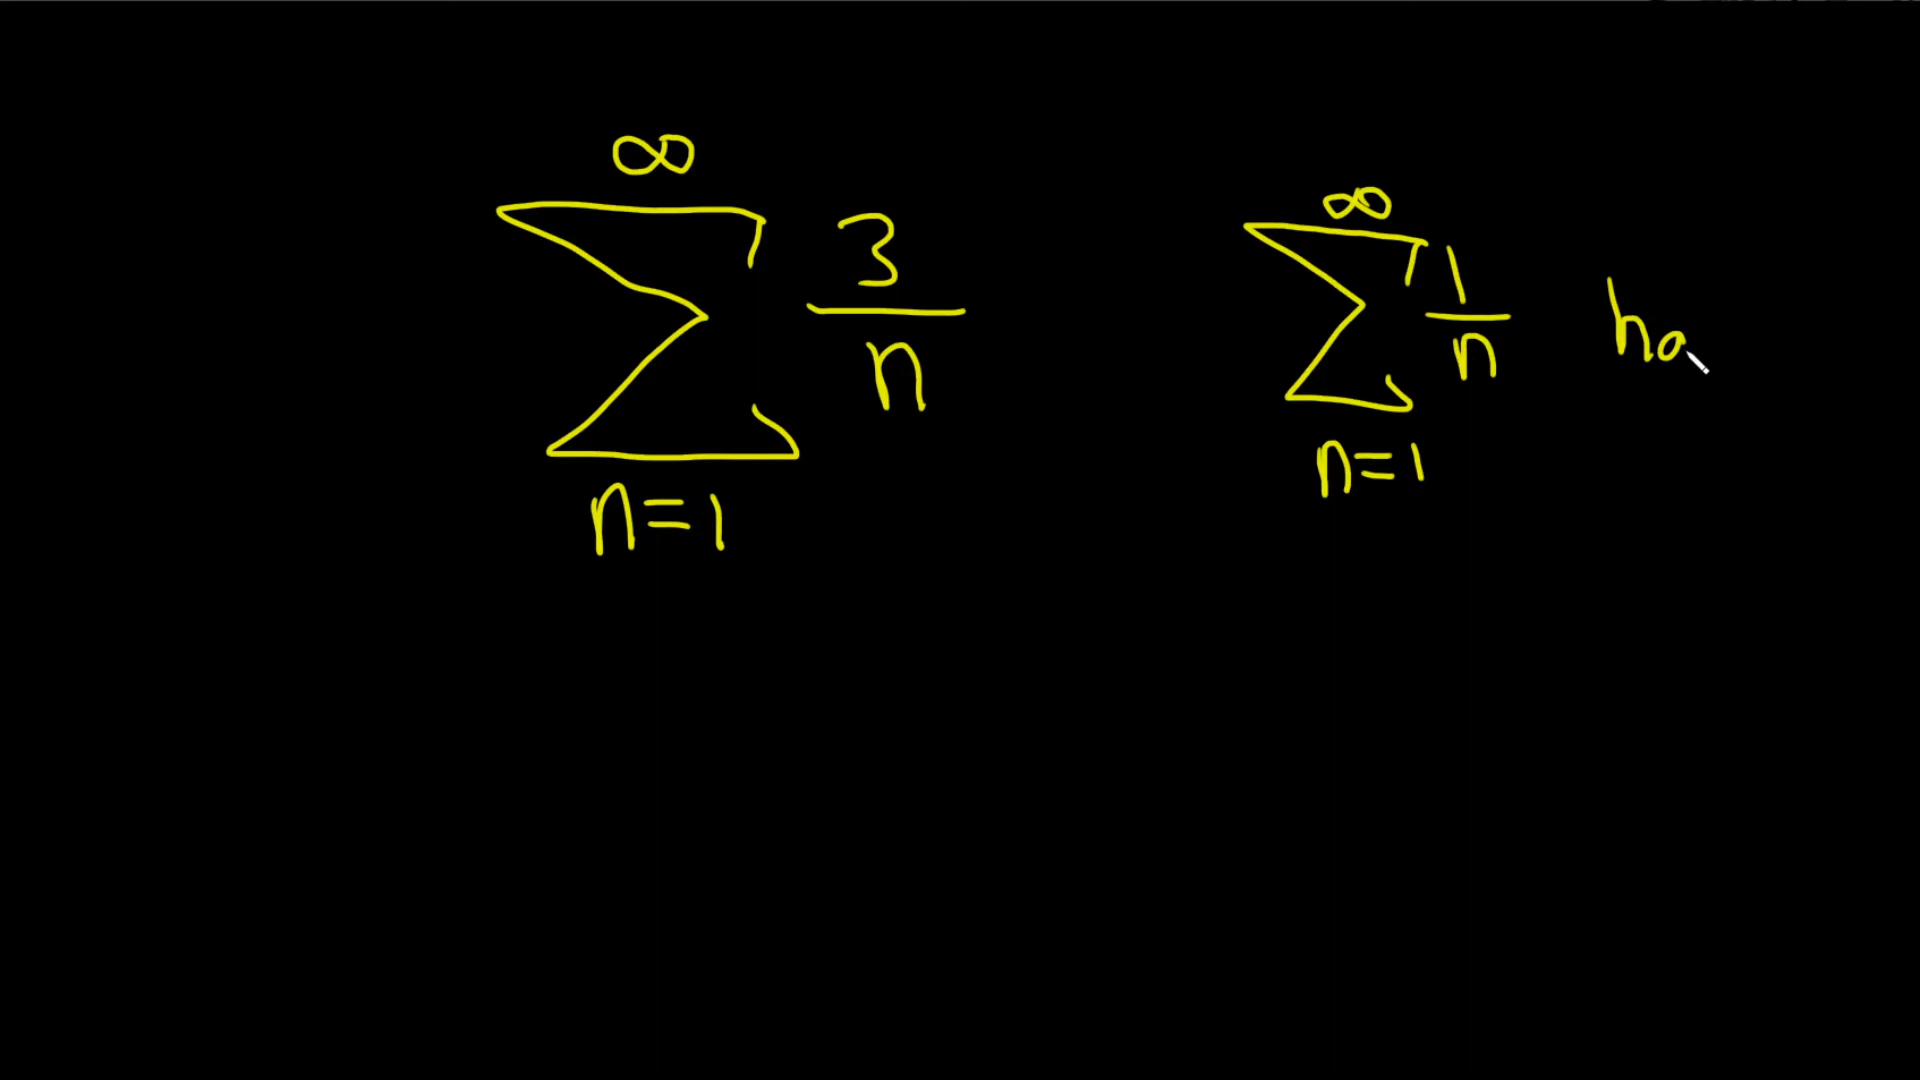 ∞
∑ 3/n
n=1
∞
∑ 1/n ha
n=1